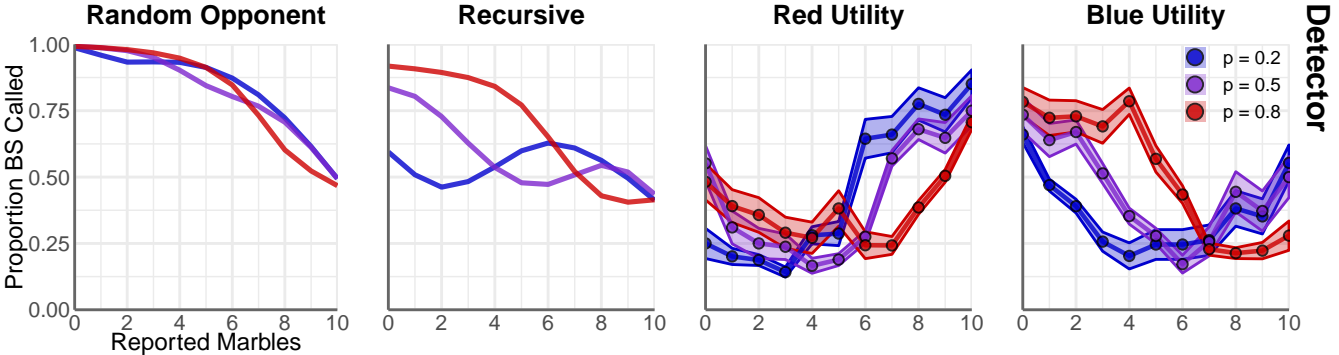 Random Opponent
Recursive
Red Utility
Blue Utility
Detector
Proportion BS Called
1.00
0.75
0.50
0.25
0.00
p = 0.2
p = 0.5
p = 0.8
0 2 4 6 8 10
0 2 4 6 8 10
0 2 4 6 8 10
0 2 4 6 8 10
Reported Marbles